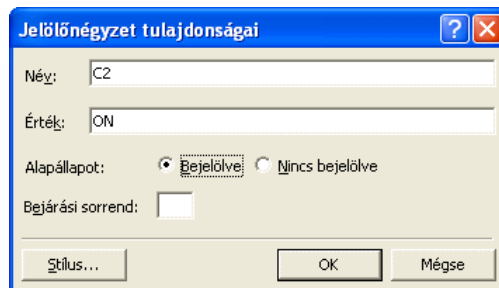 Jelölőnégyzet tulajdonságai
Név: C2
Érték: ON
Alapállapot: Bejelölve Nincs bejelölve
Bejárási sorrend:
Stílus... OK Mégse